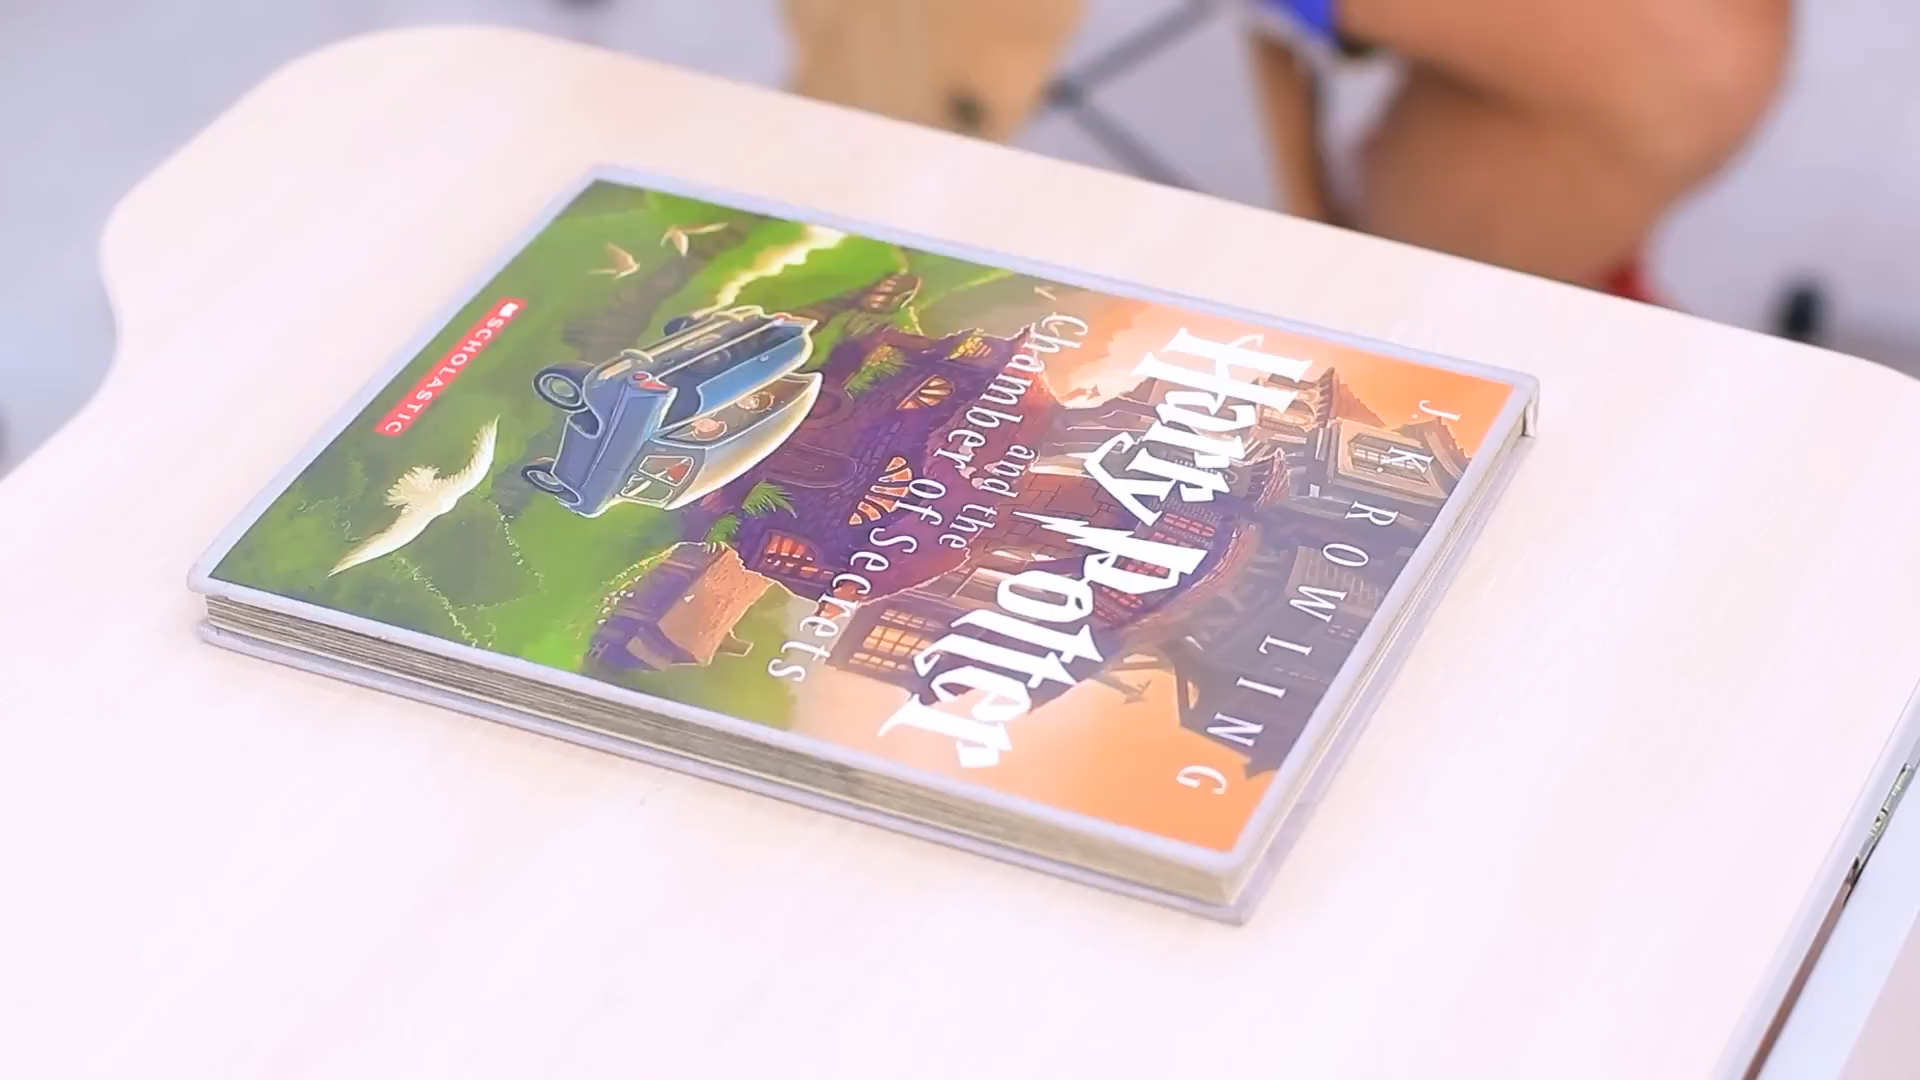 J. K. ROWLING
Harry Potter
and the
Chamber of Secrets
SCHOLASTIC